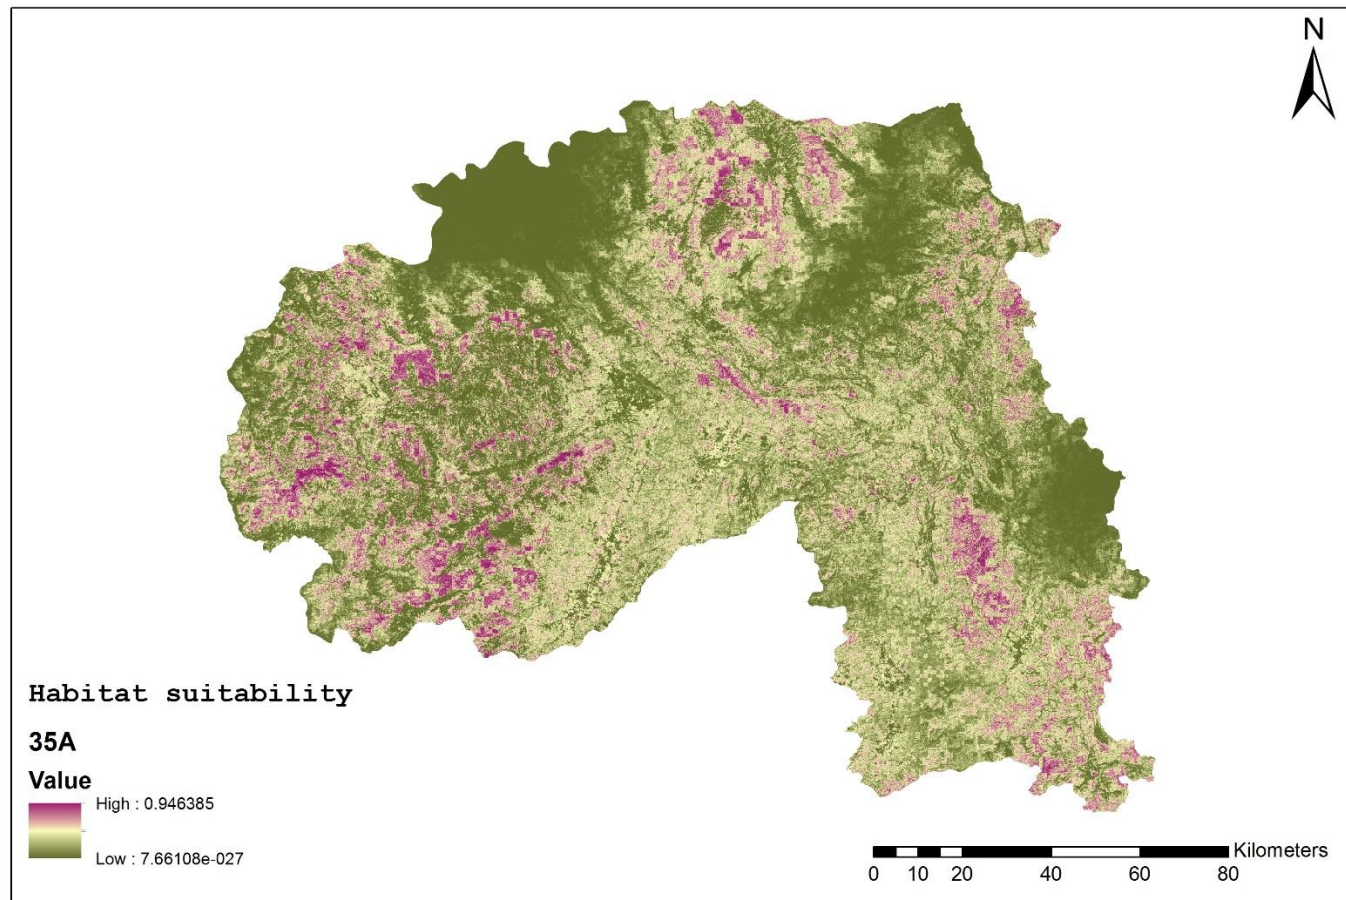 N
Habitat suitability
35A
Value
High : 0.946385
Low : 7.66108e-027
Kilometers
0 10 20 40 60 80